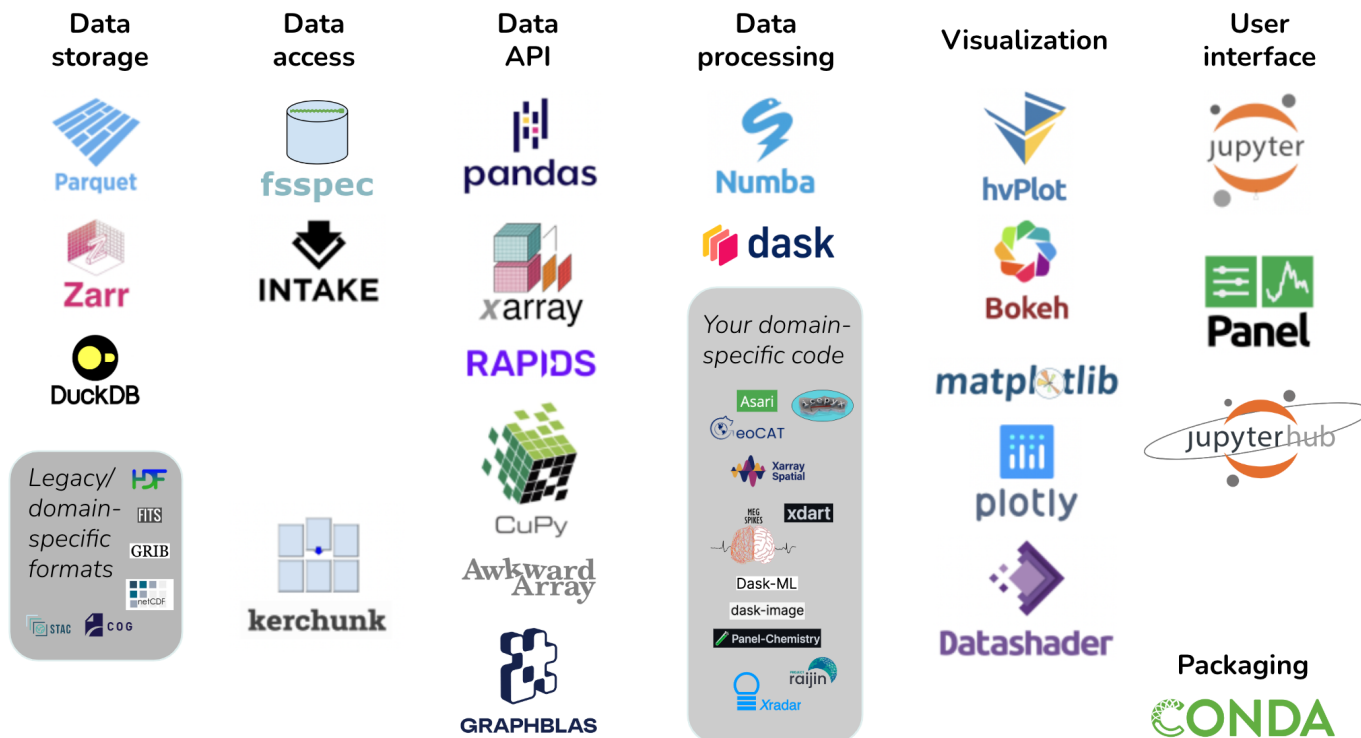 Data
storage
Data
access
Data
API
Data
processing
Visualization
User
interface
Parquet
Zarr
DuckDB
Legacy/
domain-
specific
formats
HDF
FITS
GRIB
netCDF
STAC
COG
fsspec
INTAKE
kerchunk
pandas
xarray
RAPIDS
CuPy
Awkward
Array
GRAPHBLAS
Numba
dask
Your domain-
specific code
Asari
eoCAT
Xarray
Spatial
MEG
SPIKES
xdart
Dask-ML
dask-image
Panel-Chemistry
raijin
Xradar
hvPlot
Bokeh
matplotlib
plotly
Datashader
jupyter
Panel
jupyterhub
Packaging
CONDA